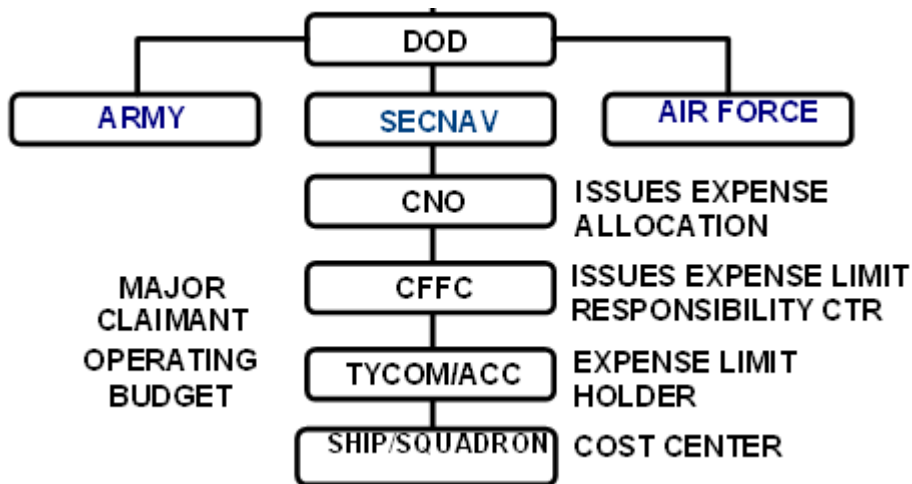 DOD
ARMY
SECNAV
AIR FORCE
CNO
ISSUES EXPENSE
ALLOCATION
MAJOR
CLAIMANT
CFFC
ISSUES EXPENSE LIMIT
RESPONSIBILITY CTR
OPERATING
BUDGET
TYCOM/ACC
EXPENSE LIMIT
HOLDER
SHIP/SQUADRON
COST CENTER